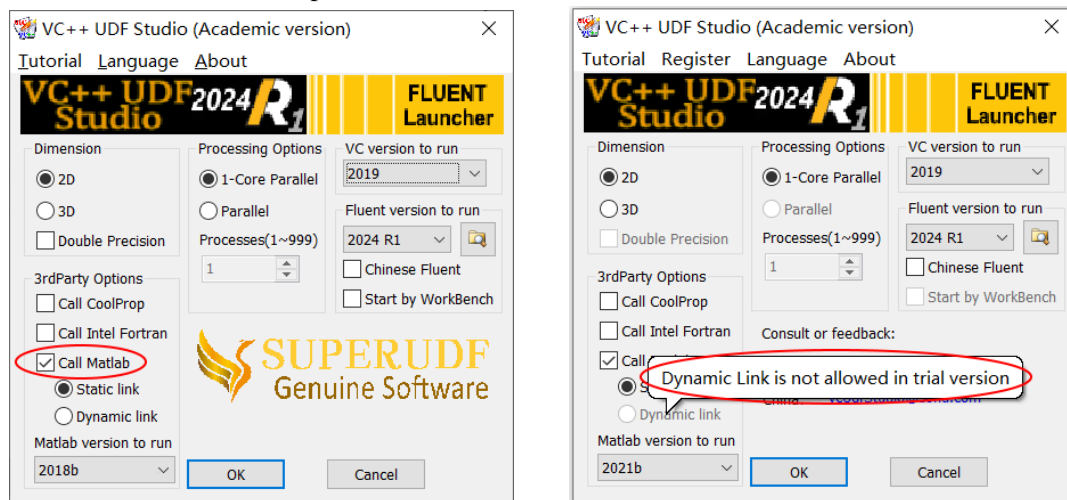 VC++ UDF Studio (Academic version)
Tutorial Language About
VC++ UDF Studio 2024 R1
FLUENT Launcher
Dimension
2D
3D
Double Precision
Processing Options
1-Core Parallel
Parallel
Processes(1~999)
1
VC version to run
2019
Fluent version to run
2024 R1
Chinese Fluent
Start by WorkBench
3rdParty Options
Call CoolProp
Call Intel Fortran
Call Matlab
Static link
Dynamic link
Matlab version to run
2018b
SUPERUDF
Genuine Software
OK
Cancel
VC++ UDF Studio (Academic version)
Tutorial Register Language About
VC++ UDF Studio 2024 R1
FLUENT Launcher
Dimension
2D
3D
Double Precision
Processing Options
1-Core Parallel
Parallel
Processes(1~999)
1
VC version to run
2019
Fluent version to run
2024 R1
Chinese Fluent
Start by WorkBench
3rdParty Options
Call CoolProp
Call Intel Fortran
Call
Consult or feedback:
Dynamic Link is not allowed in trial version
Dynamic link
Matlab version to run
2021b
OK
Cancel